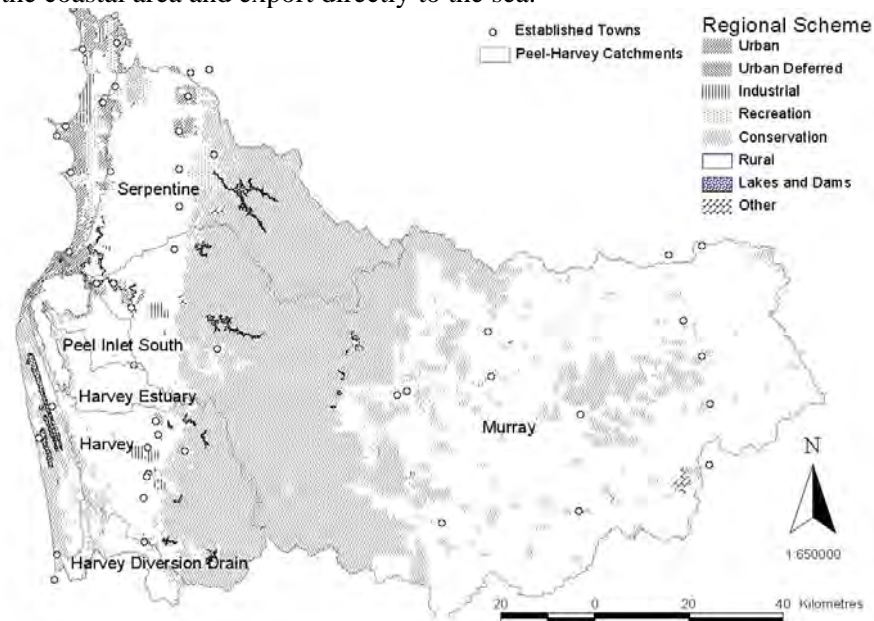 the coastal area and export directly to the sea.
Established Towns
Peel-Harvey Catchments
Regional Scheme
Urban
Urban Deferred
Industrial
Recreation
Conservation
Rural
Lakes and Dams
Other
Serpentine
Peel Inlet South
Harvey Estuary
Harvey
Murray
Harvey Diversion Drain
N
1:650000
20 0 20 40 Kilometres